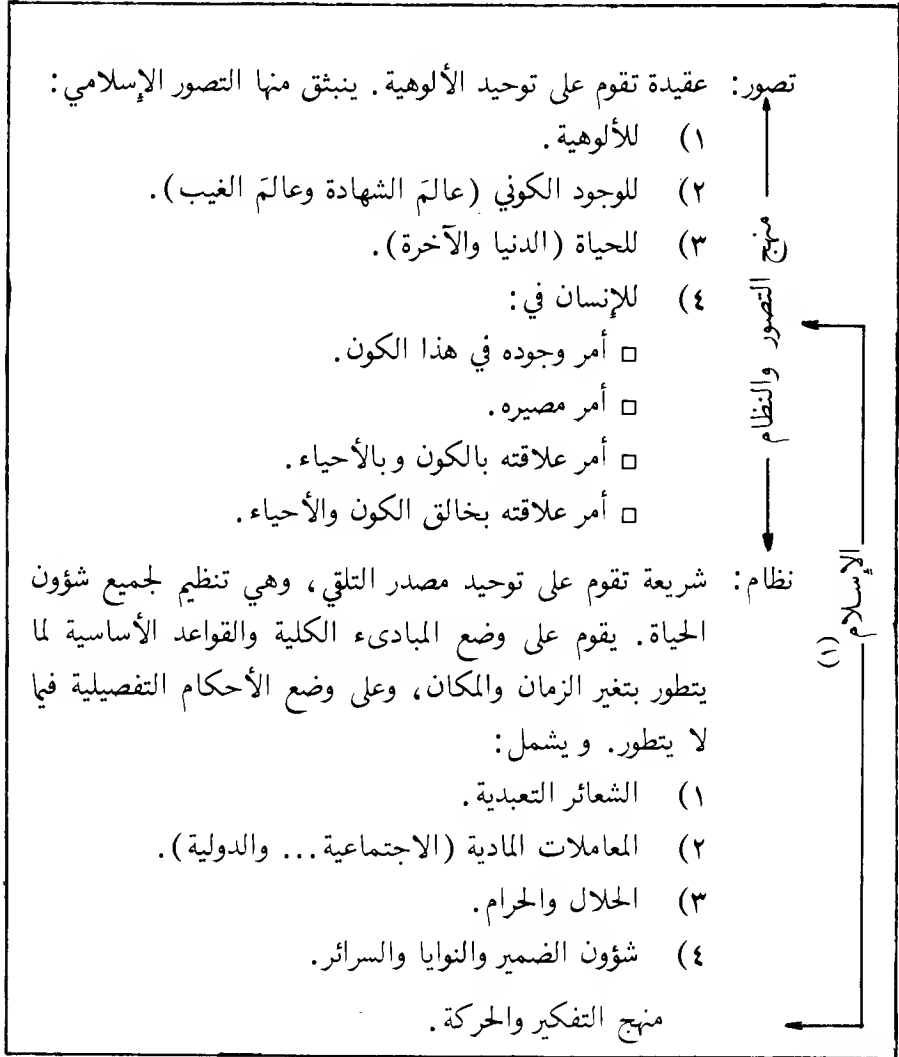 تصور: عقيدة تقوم على توحيد الألوهية. ينبثق منها التصور الإسلامي:
١) للألوهية.
٢) للوجود الكوني (عالمَ الشهادة وعالمَ الغيب).
٣) للحياة (الدنيا والآخرة).
٤) للإنسان في:
□ أمر وجوده في هذا الكون.
□ أمر مصيره.
□ أمر علاقته بالكون وبالأحياء.
□ أمر علاقته بخالق الكون والأحياء.
منهج التصور والنظام
نظام: شريعة تقوم على توحيد مصدر التلقي، وهي تنظيم لجميع شؤون
الحياة. يقوم على وضع المبادىء الكلية والقواعد الأساسية لما
يتطور بتغير الزمان والمكان، وعلى وضع الأحكام التفصيلية فيما
لا يتطور. و يشمل:
١) الشعائر التعبدية.
٢) المعاملات المادية (الاجتماعية... والدولية).
٣) الحلال والحرام.
٤) شؤون الضمير والنوايا والسرائر.
منهج التفكير والحركة.
الإسلام
(١)